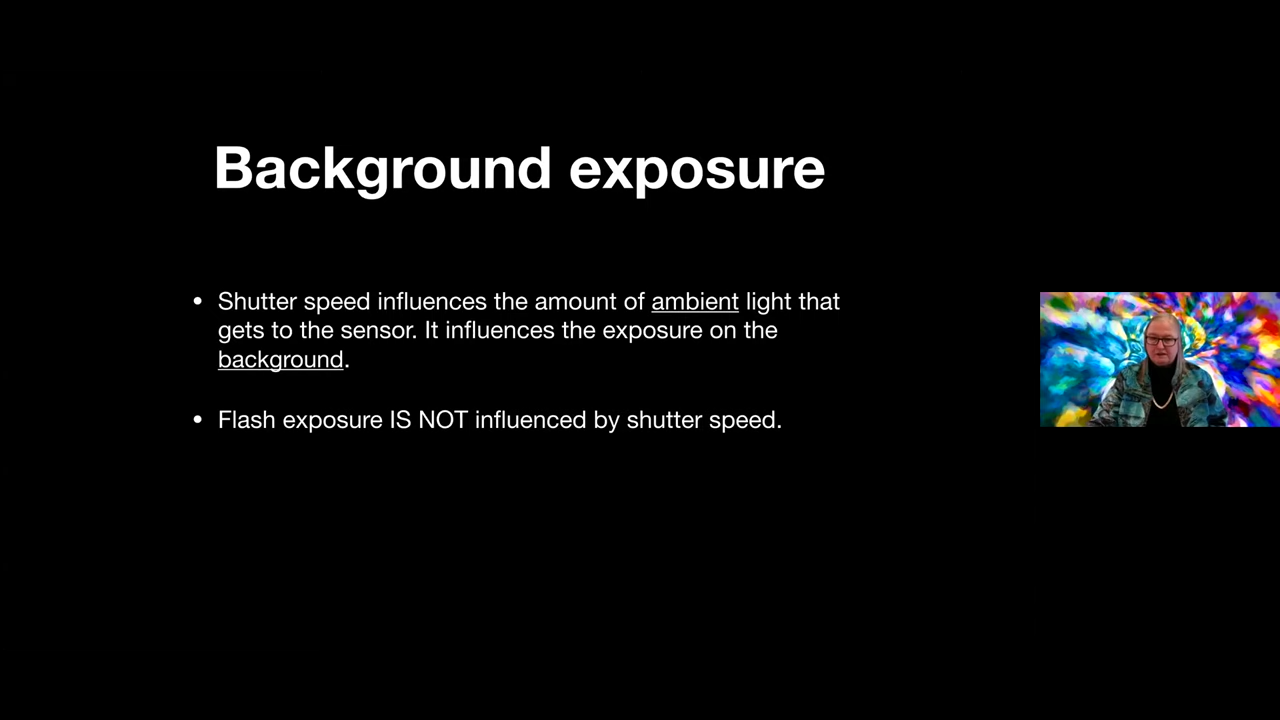 Background exposure
• Shutter speed influences the amount of ambient light that
gets to the sensor. It influences the exposure on the
background.
• Flash exposure IS NOT influenced by shutter speed.